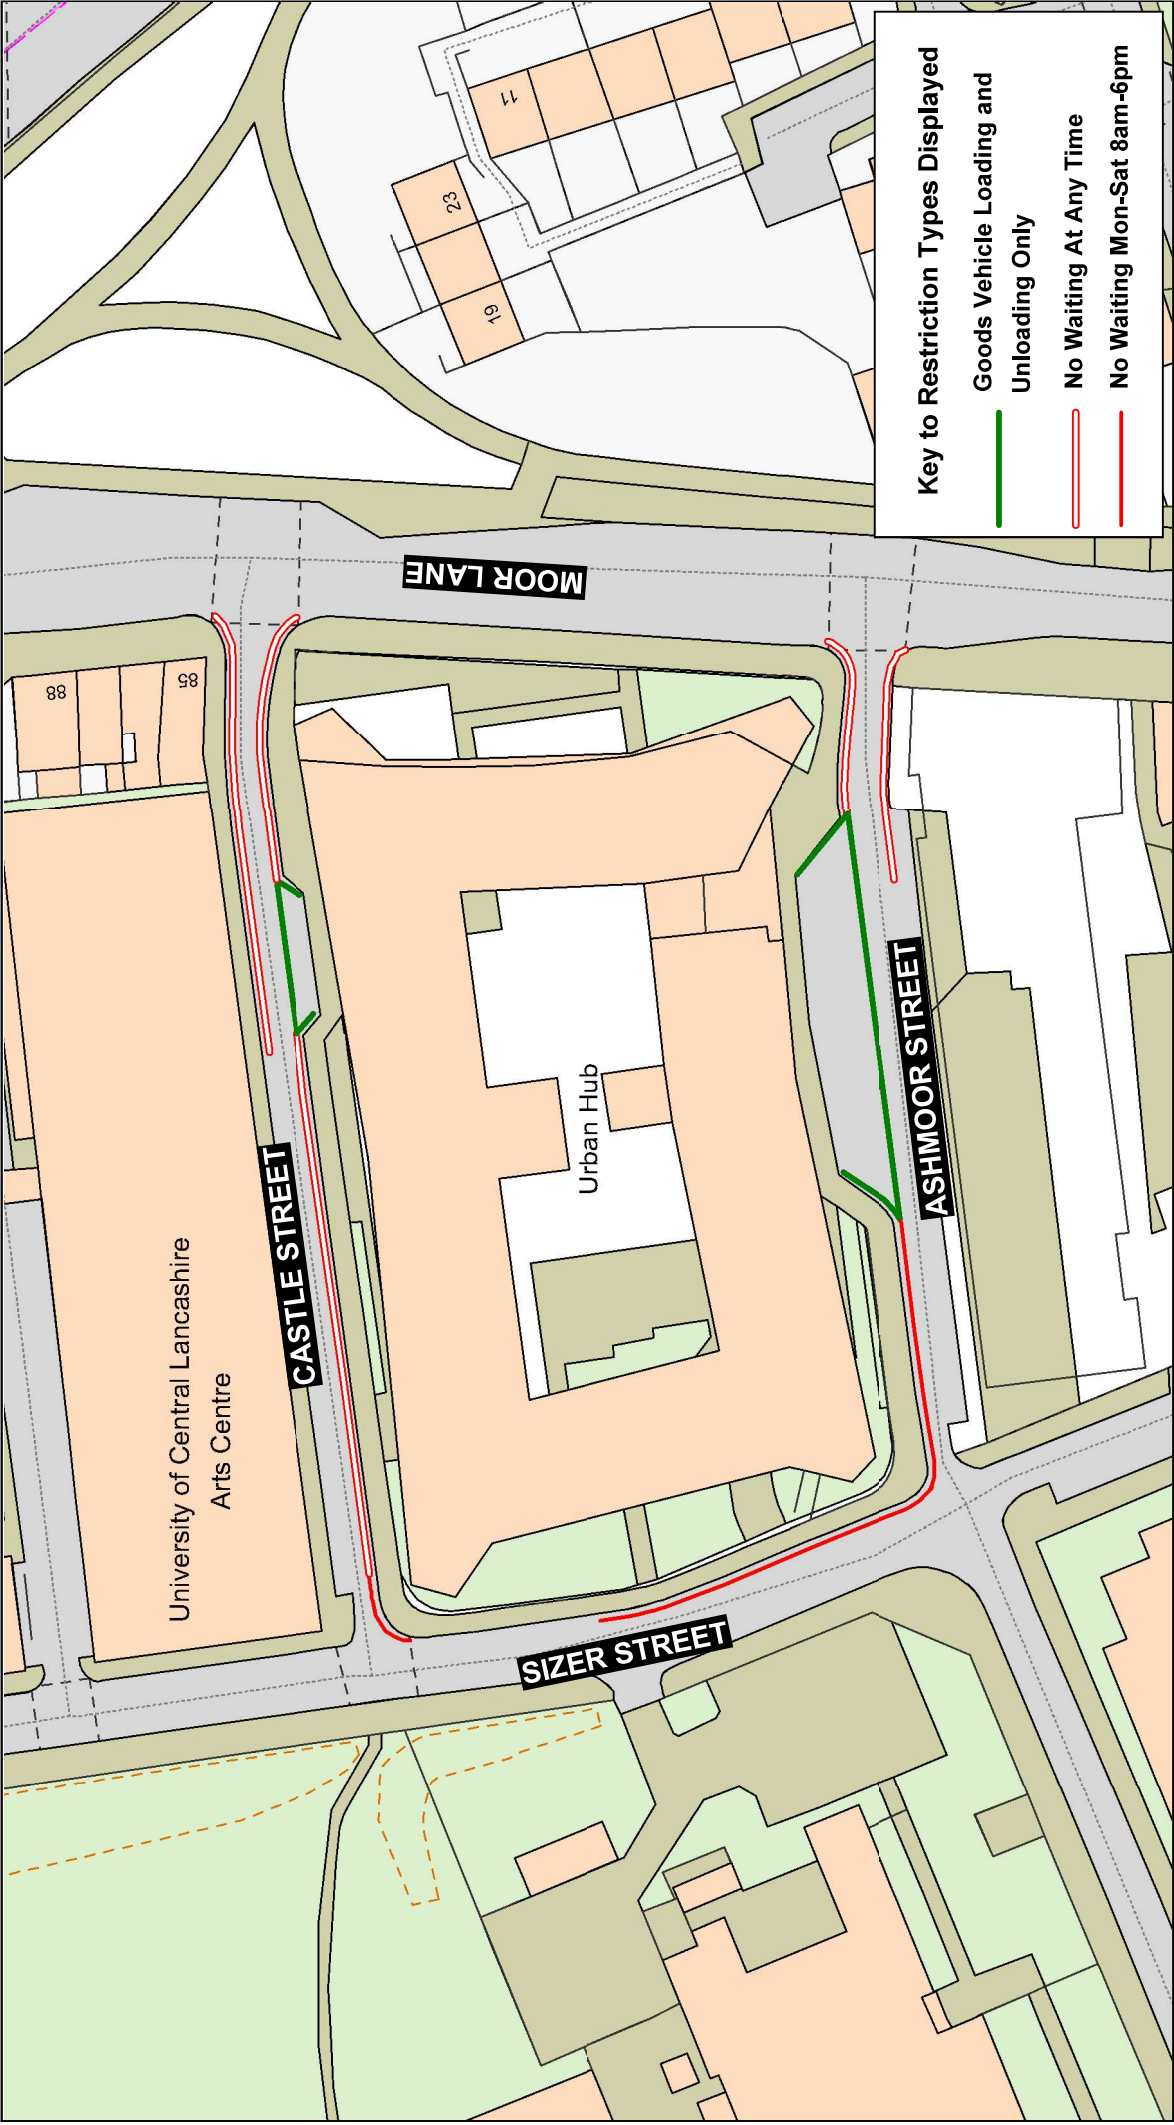 Key to Restriction Types Displayed
Goods Vehicle Loading and
Unloading Only
No Waiting At Any Time
No Waiting Mon-Sat 8am-6pm
11
23
19
MOOR LANE
88
85
University of Central Lancashire
Arts Centre
CASTLE STREET
Urban Hub
ASHMOOR STREET
SIZER STREET